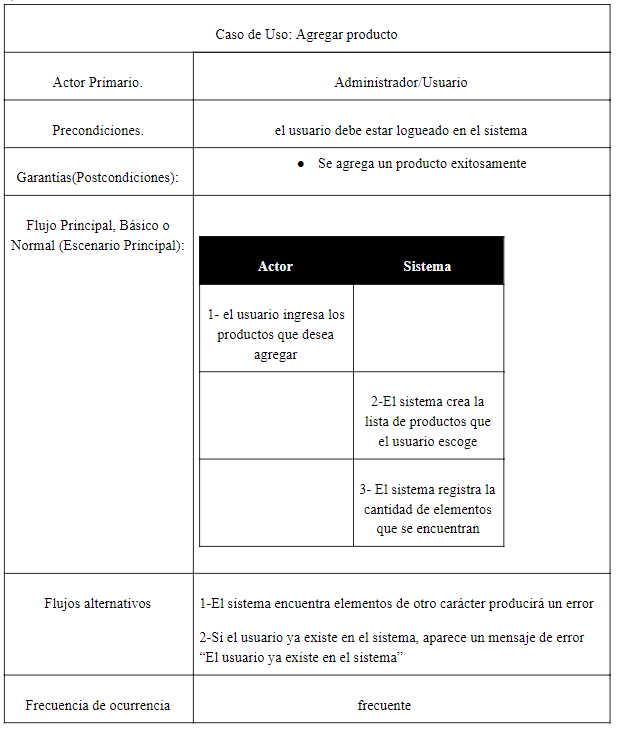 Caso de Uso: Agregar producto
Actor Primario.
Administrador/Usuario
Precondiciones.
el usuario debe estar logueado en el sistema
Garantías(Postcondiciones):
● Se agrega un producto exitosamente
Flujo Principal, Básico o
Normal (Escenario Principal):
Actor
Sistema
1- el usuario ingresa los
productos que desea
agregar
2-El sistema crea la
lista de productos que
el usuario escoge
3- El sistema registra la
cantidad de elementos
que se encuentran
Flujos alternativos
1-El sistema encuentra elementos de otro carácter producirá un error
2-Si el usuario ya existe en el sistema, aparece un mensaje de error
“El usuario ya existe en el sistema”
Frecuencia de ocurrencia
frecuente